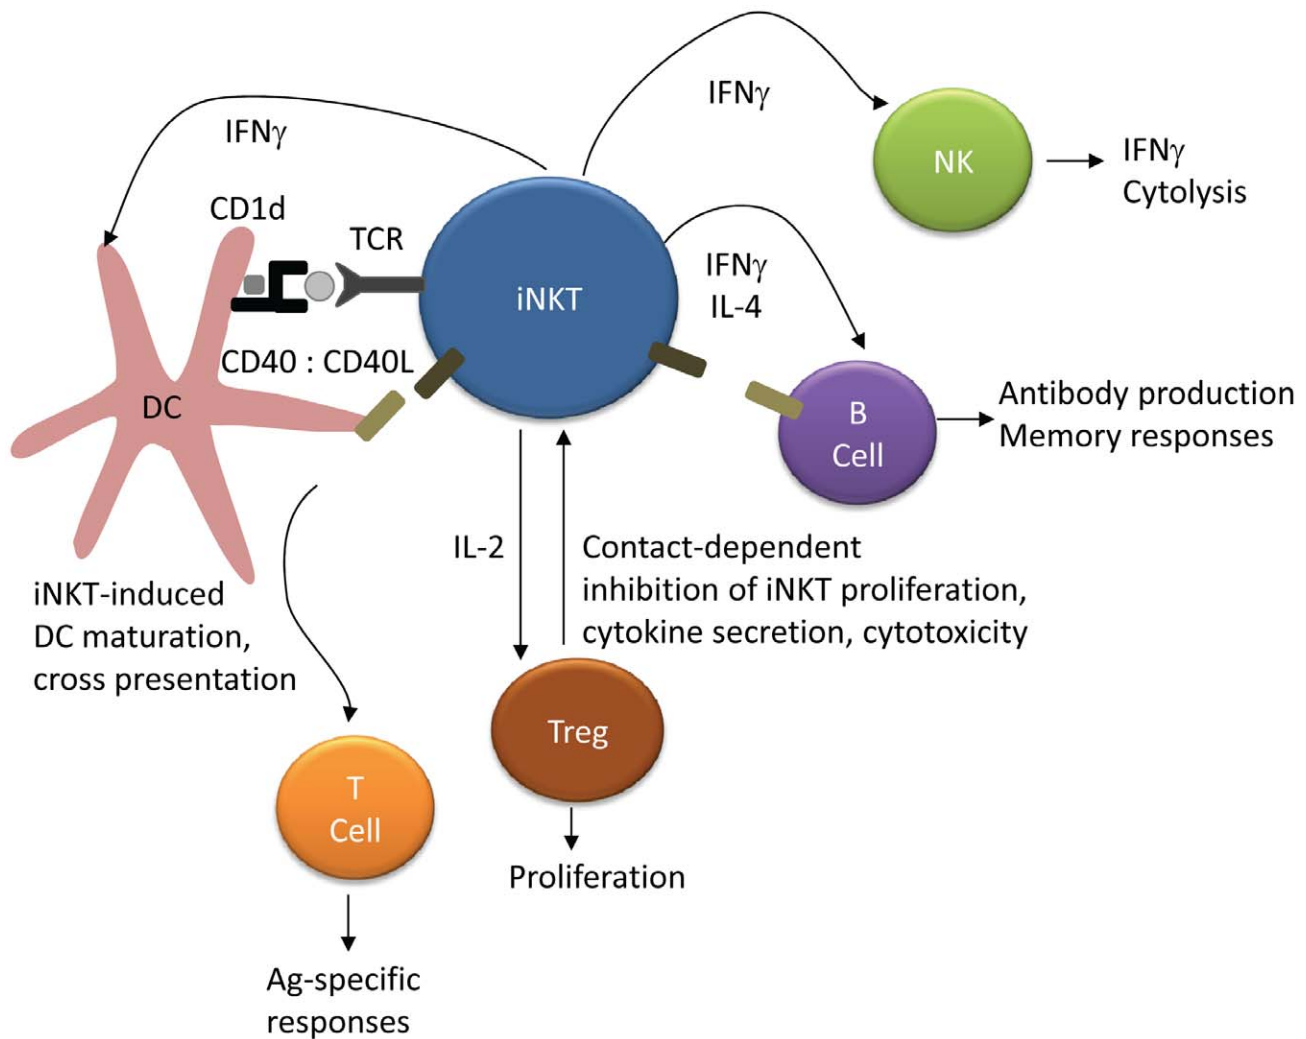 IFNγ
IFNγ
NK
IFNγ
Cytolysis
CD1d
TCR
IFNγ
IL-4
iNKT
CD40 : CD40L
DC
B
Cell
Antibody production
Memory responses
IL-2
Contact-dependent
inhibition of iNKT proliferation,
cytokine secretion, cytotoxicity
iNKT-induced
DC maturation,
cross presentation
Treg
T
Cell
Proliferation
Ag-specific
responses